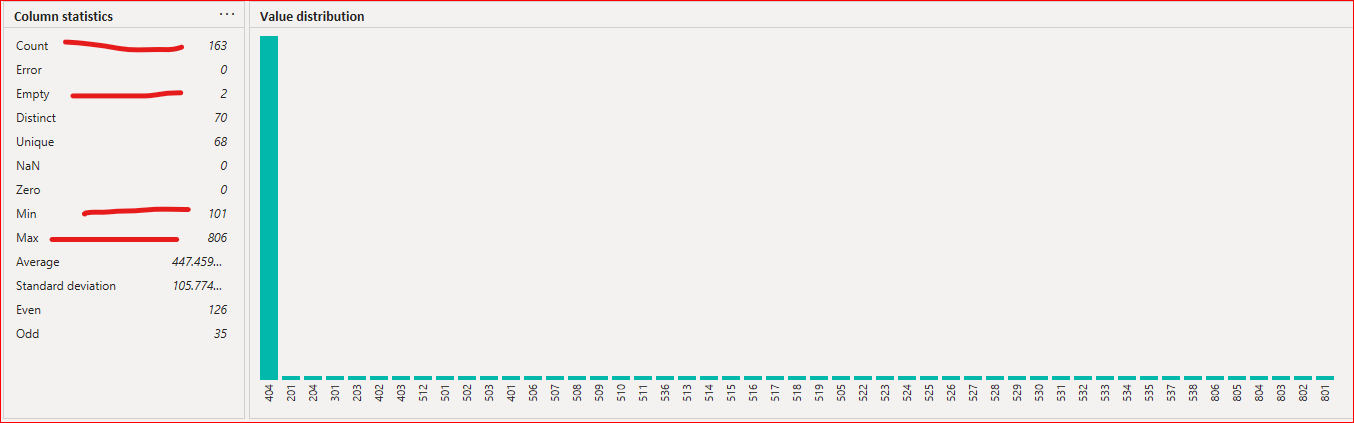 Column statistics ...
Value distribution
Count 163
Error 0
Empty 2
Distinct 70
Unique 68
NaN 0
Zero 0
Min 101
Max 806
Average 447.459...
Standard deviation 105.774...
Even 126
Odd 35
404 201 204 301 203 402 403 512 501 502 503 401 506 507 508 509 510 511 536 513 514 515 516 517 518 519 505 522 523 524 525 526 527 528 529 530 531 532 533 534 535 537 538 806 805 804 803 802 801